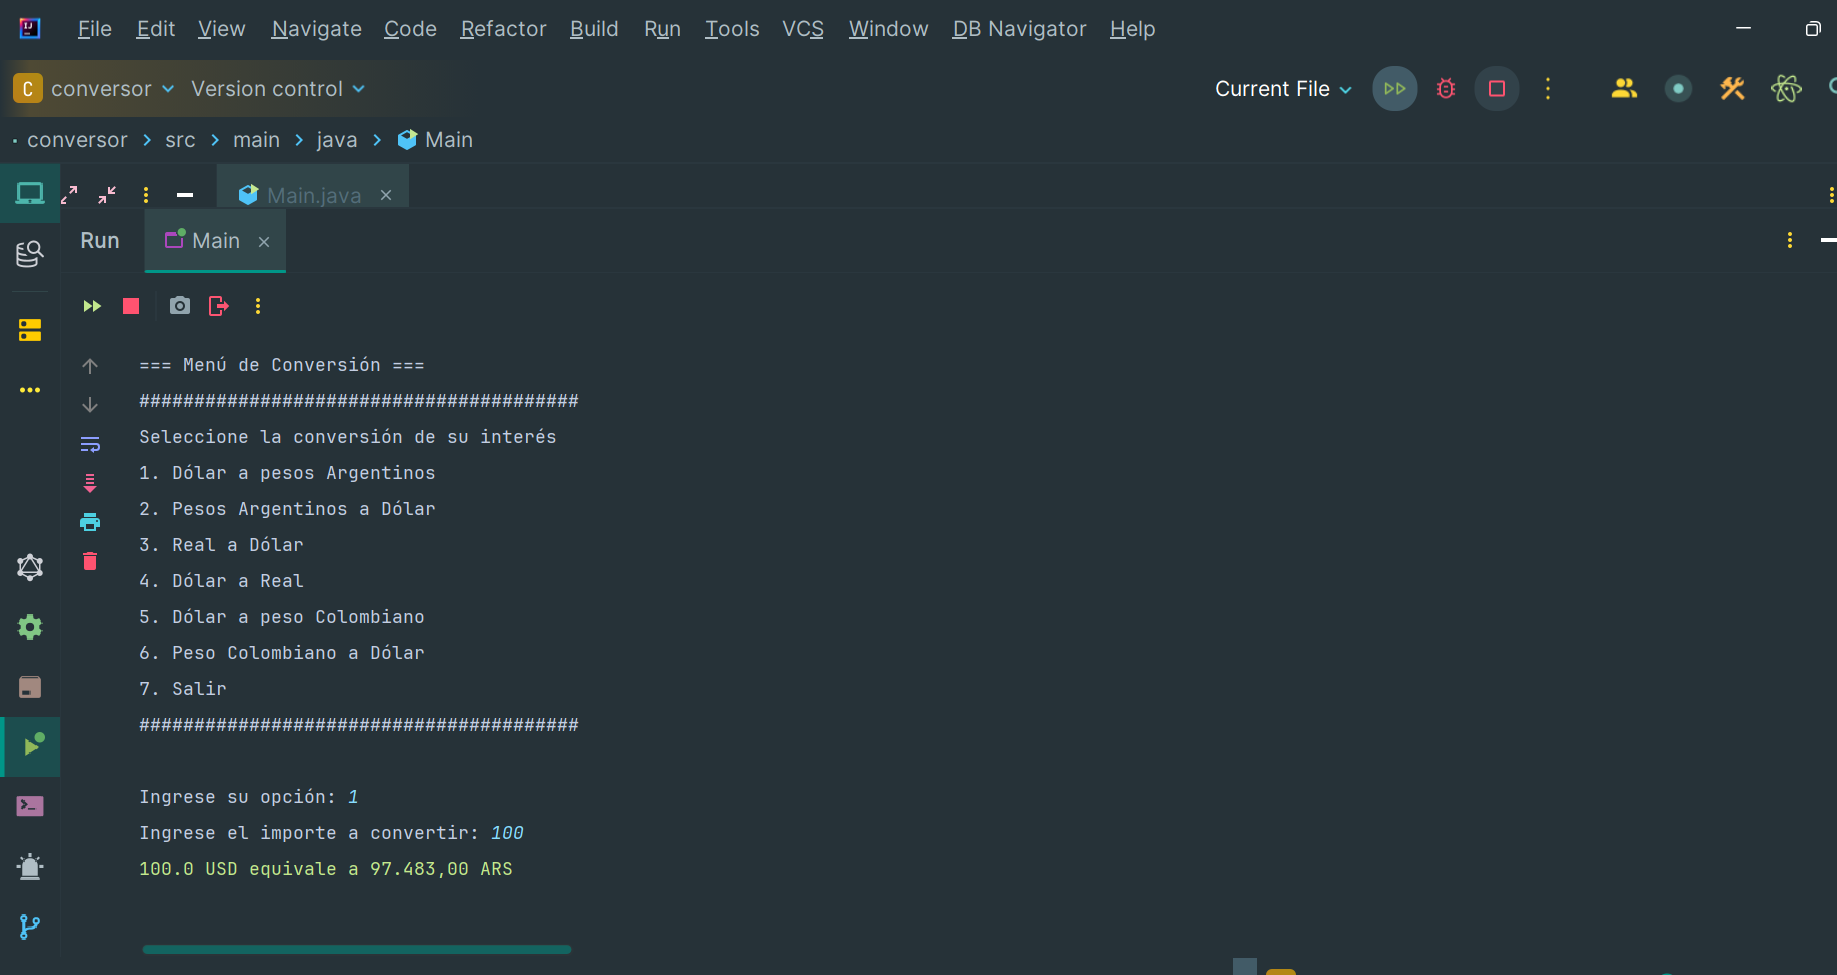 File Edit View Navigate Code Refactor Build Run Tools VCS Window DB Navigator Help
C conversor Version control Current File
conversor > src > main > java > Main
Main.java
Run Main
=== Menú de Conversión ===
########################################
Seleccione la conversión de su interés
1. Dólar a pesos Argentinos
2. Pesos Argentinos a Dólar
3. Real a Dólar
4. Dólar a Real
5. Dólar a peso Colombiano
6. Peso Colombiano a Dólar
7. Salir
########################################
Ingrese su opción: 1
Ingrese el importe a convertir: 100
100.0 USD equivale a 97.483,00 ARS